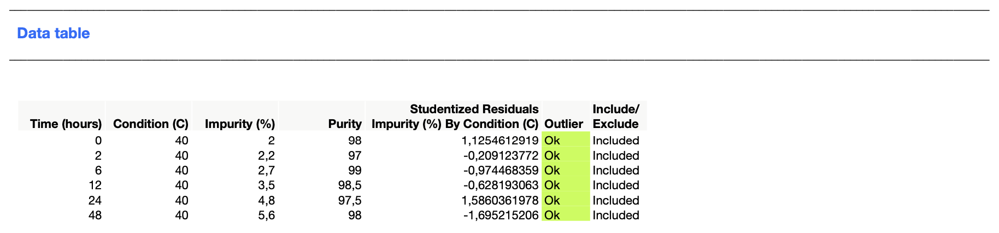 Data table
Studentized Residuals Include/
Time (hours) Condition (C) Impurity (%) Purity Impurity (%) By Condition (C) Outlier Exclude
0 40 2 98 1,1254612919 Ok Included
2 40 2,2 97 -0,209123772 Ok Included
6 40 2,7 99 -0,974468359 Ok Included
12 40 3,5 98,5 -0,628193063 Ok Included
24 40 4,8 97,5 1,5860361978 Ok Included
48 40 5,6 98 -1,695215206 Ok Included